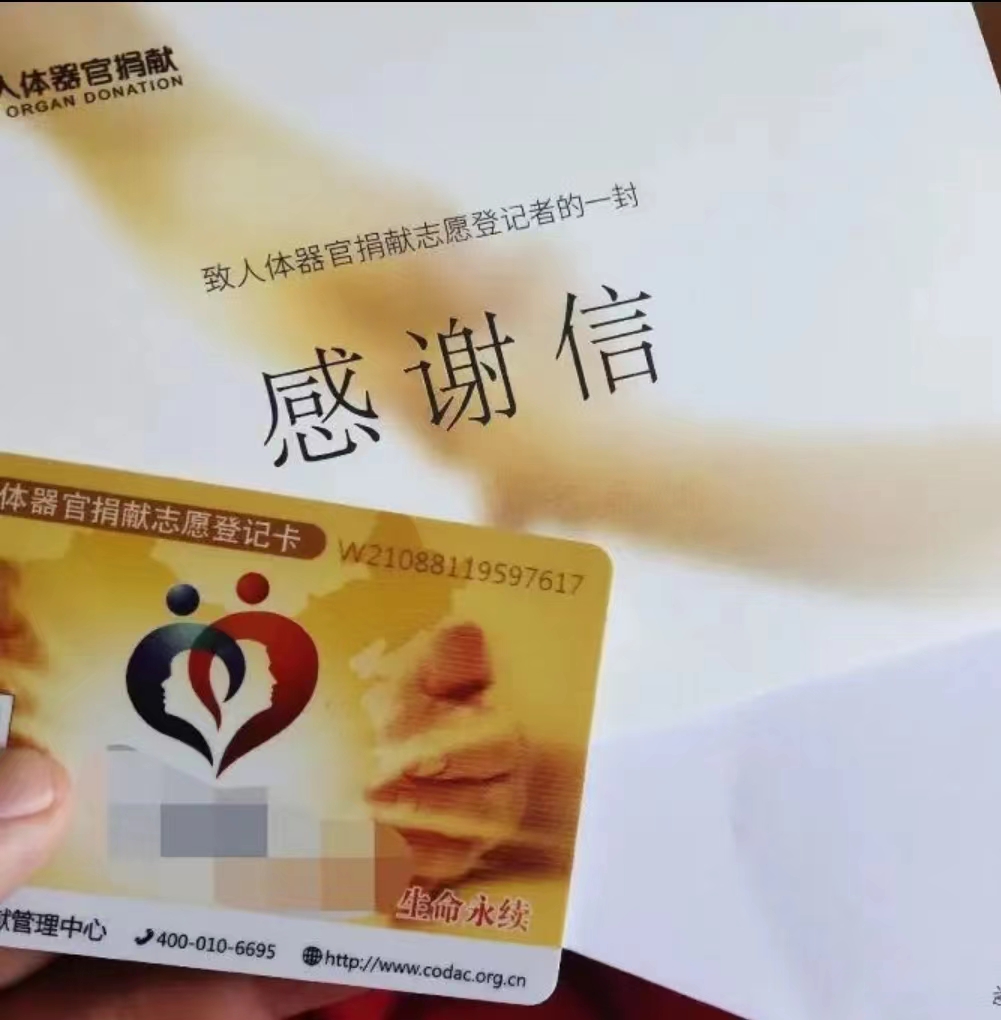 人体器官捐献
ORGAN DONATION
致人体器官捐献志愿登记者的一封
感谢信
体器官捐献志愿登记卡
W21088119597617
生命永续
献管理中心
400-010-6695
http://www.codac.org.cn